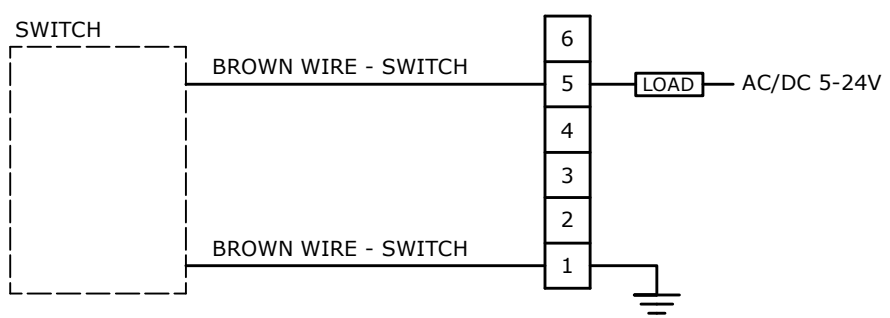 SWITCH
6
BROWN WIRE - SWITCH
5
LOAD
AC/DC 5-24V
4
3
2
BROWN WIRE - SWITCH
1